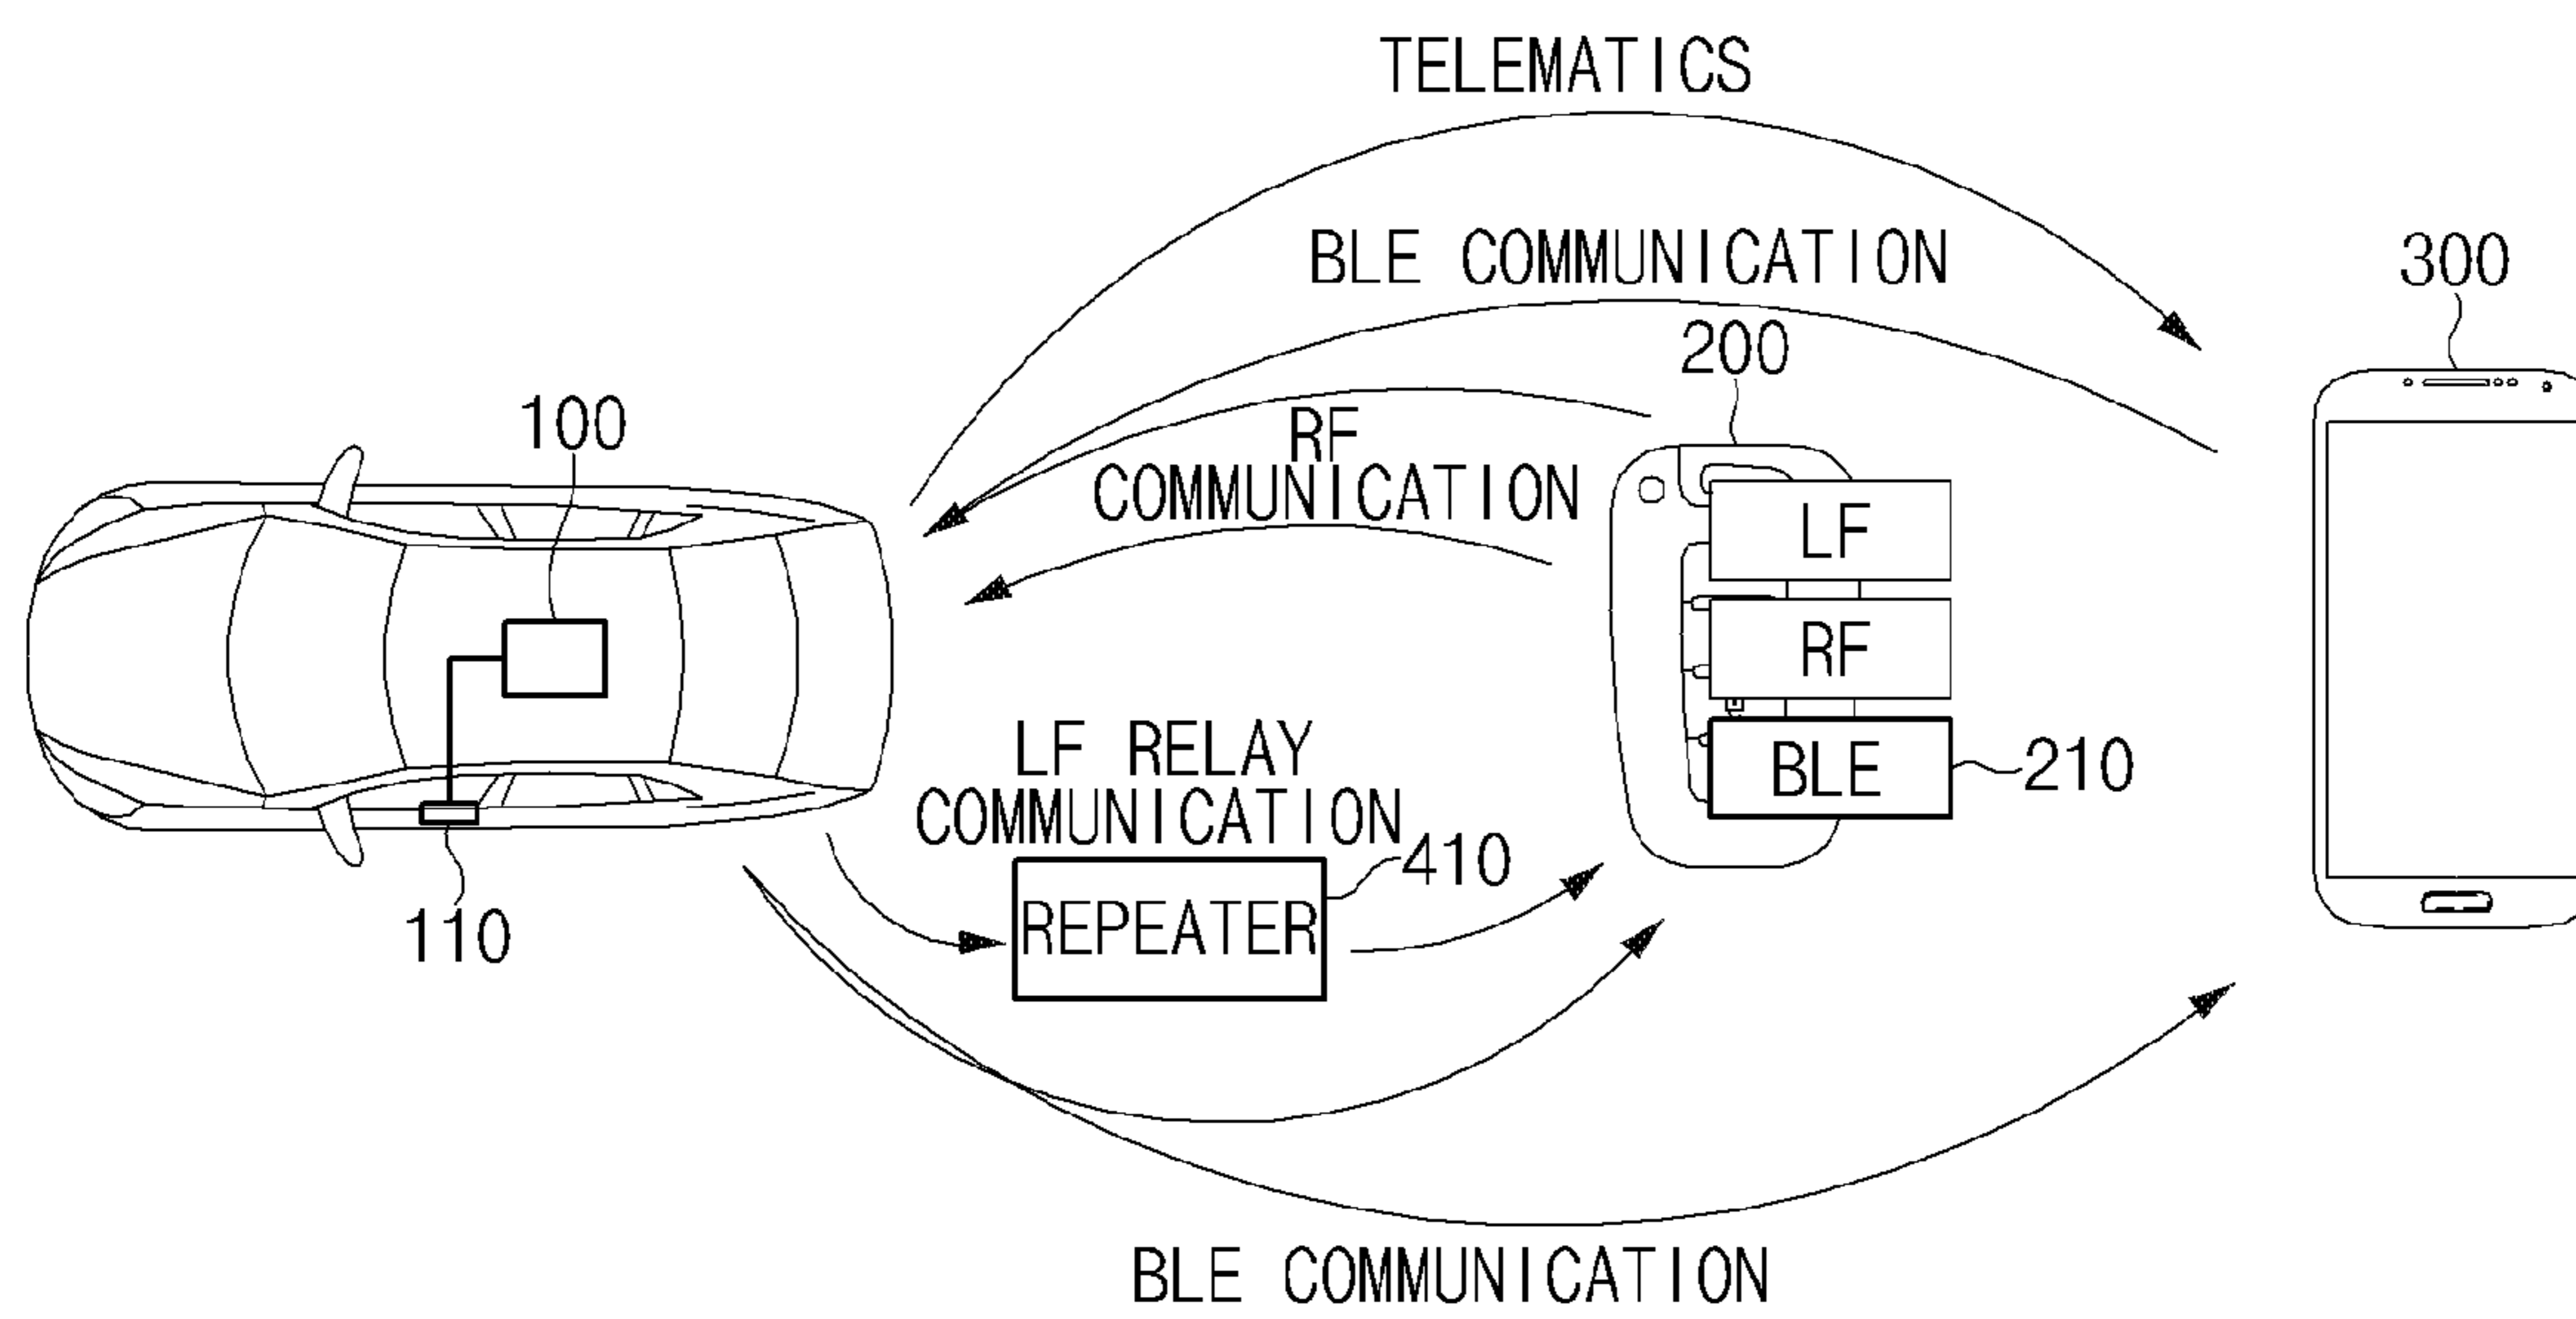 TELEMATICS
BLE COMMUNICATION
300
200
100
RF
COMMUNICATION
LF
RF
LF RELAY
COMMUNICATION
BLE
210
410
REPEATER
110
BLE COMMUNICATION